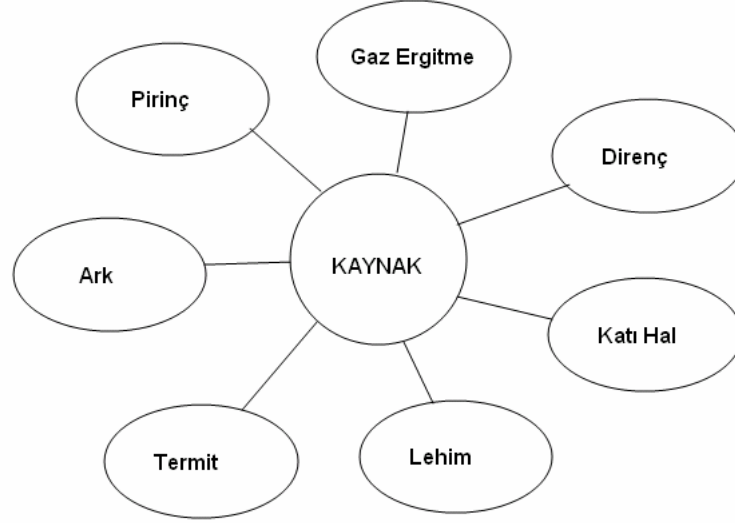 Gaz Ergitme
Pirinç
Direnç
KAYNAK
Ark
Katı Hal
Termit
Lehim